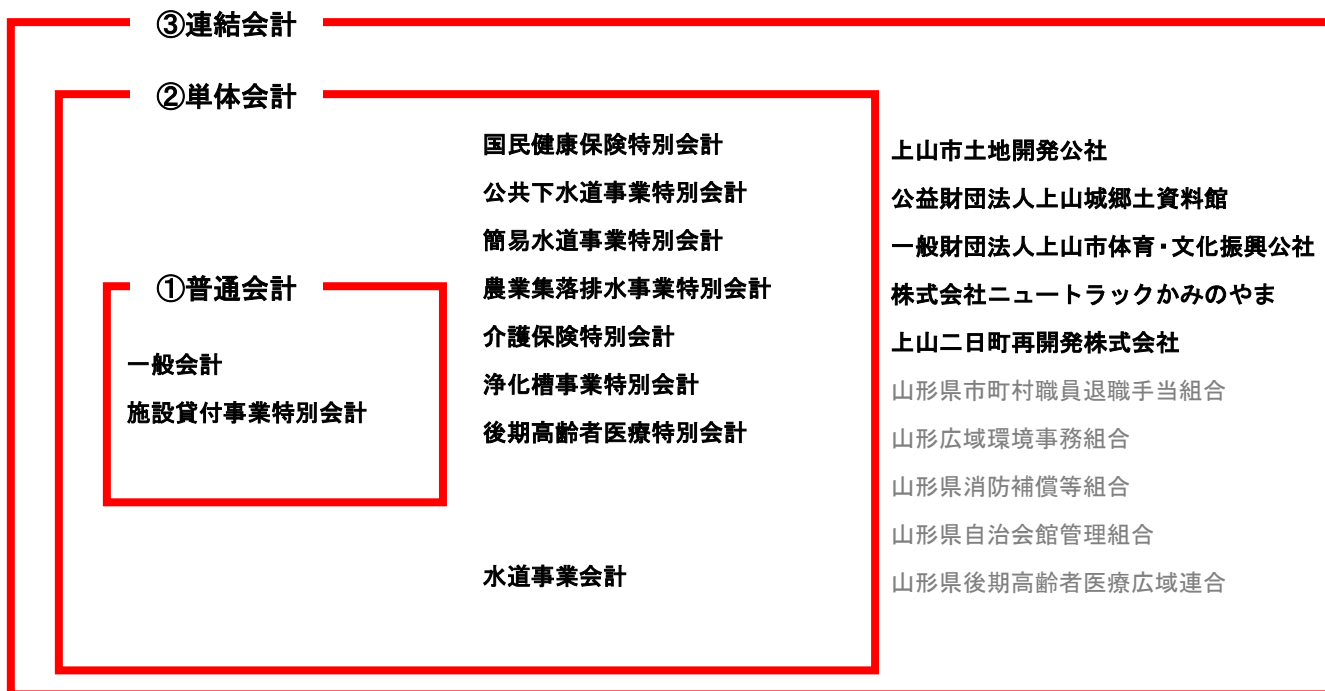 ③連結会計
②単体会計
国民健康保険特別会計
公共下水道事業特別会計
簡易水道事業特別会計
農業集落排水事業特別会計
介護保険特別会計
浄化槽事業特別会計
後期高齢者医療特別会計
水道事業会計
①普通会計
一般会計
施設貸付事業特別会計
上山市土地開発公社
公益財団法人上山城郷土資料館
一般財団法人上山市体育・文化振興公社
株式会社ニュートラックかみのやま
上山二日町再開発株式会社
山形県市町村職員退職手当組合
山形広域環境事務組合
山形県消防補償等組合
山形県自治会館管理組合
山形県後期高齢者医療広域連合